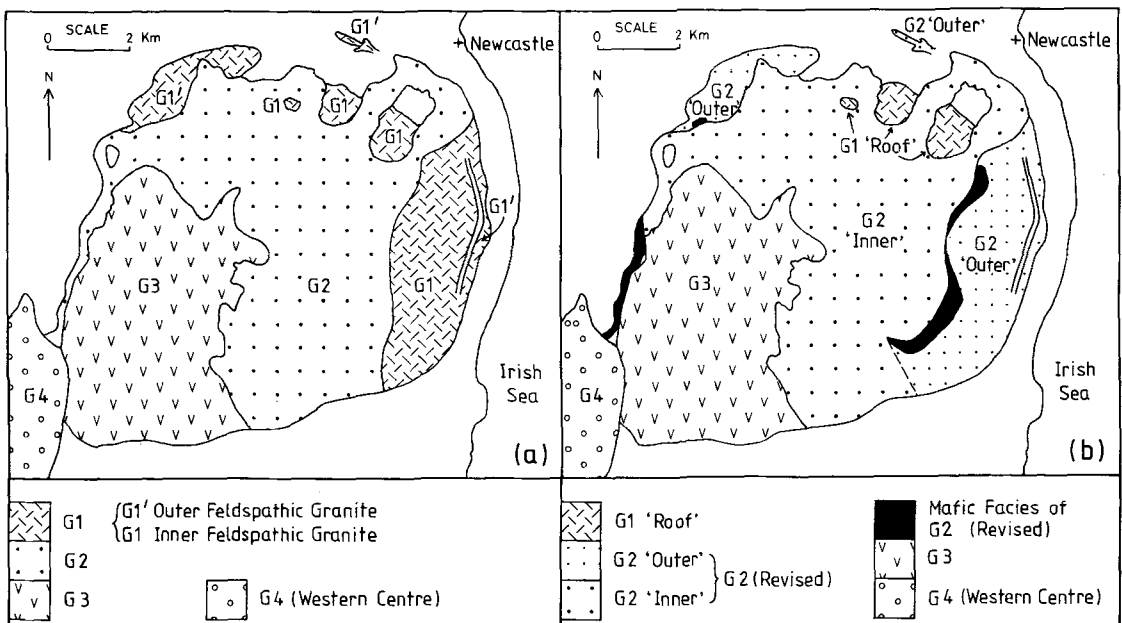 SCALE
0 2 Km
N
G1'
+ Newcastle
G1'
G1
G1
G1
G1'
G3
G2
G1
G4
Irish
Sea
(a)
SCALE
0 2 Km
N
G2 'Outer'
+ Newcastle
G2
'Outer'
G1 'Roof'
G2
'Inner'
G2
'Outer'
G3
G4
Irish
Sea
(b)
G1 { G1' Outer Feldspathic Granite
G1 Inner Feldspathic Granite
G2
G3
G4 (Western Centre)
G1 'Roof'
G2 'Outer'
G2 'Inner'
} G2 (Revised)
Mafic Facies of
G2 (Revised)
G3
G4 (Western Centre)